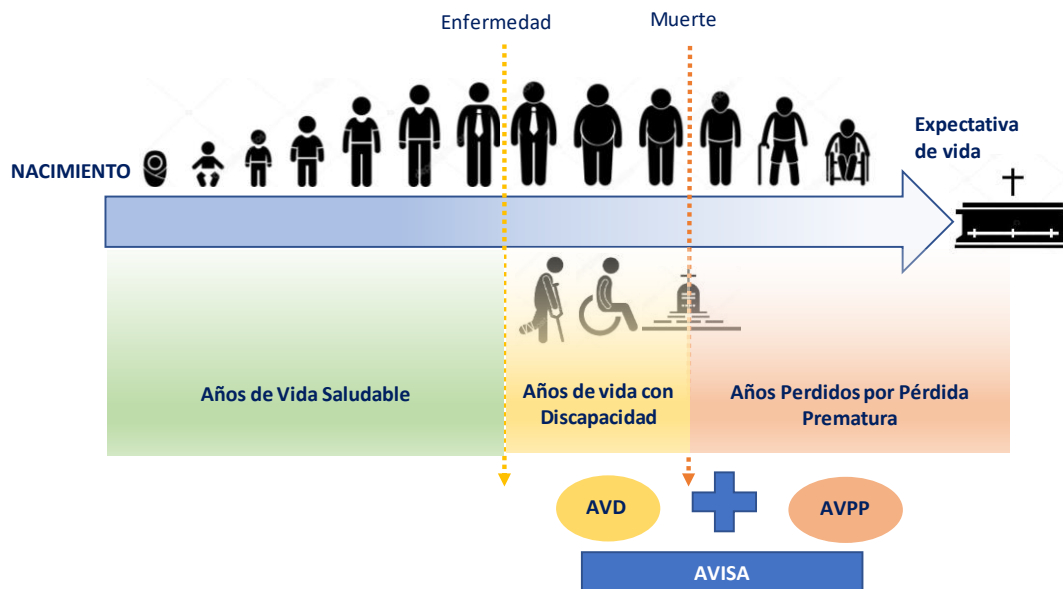 Enfermedad
Muerte
Expectativa
de vida
NACIMIENTO
Años de Vida Saludable
Años de vida con
Discapacidad
Años Perdidos por Pérdida
Prematura
AVD
AVPP
AVISA